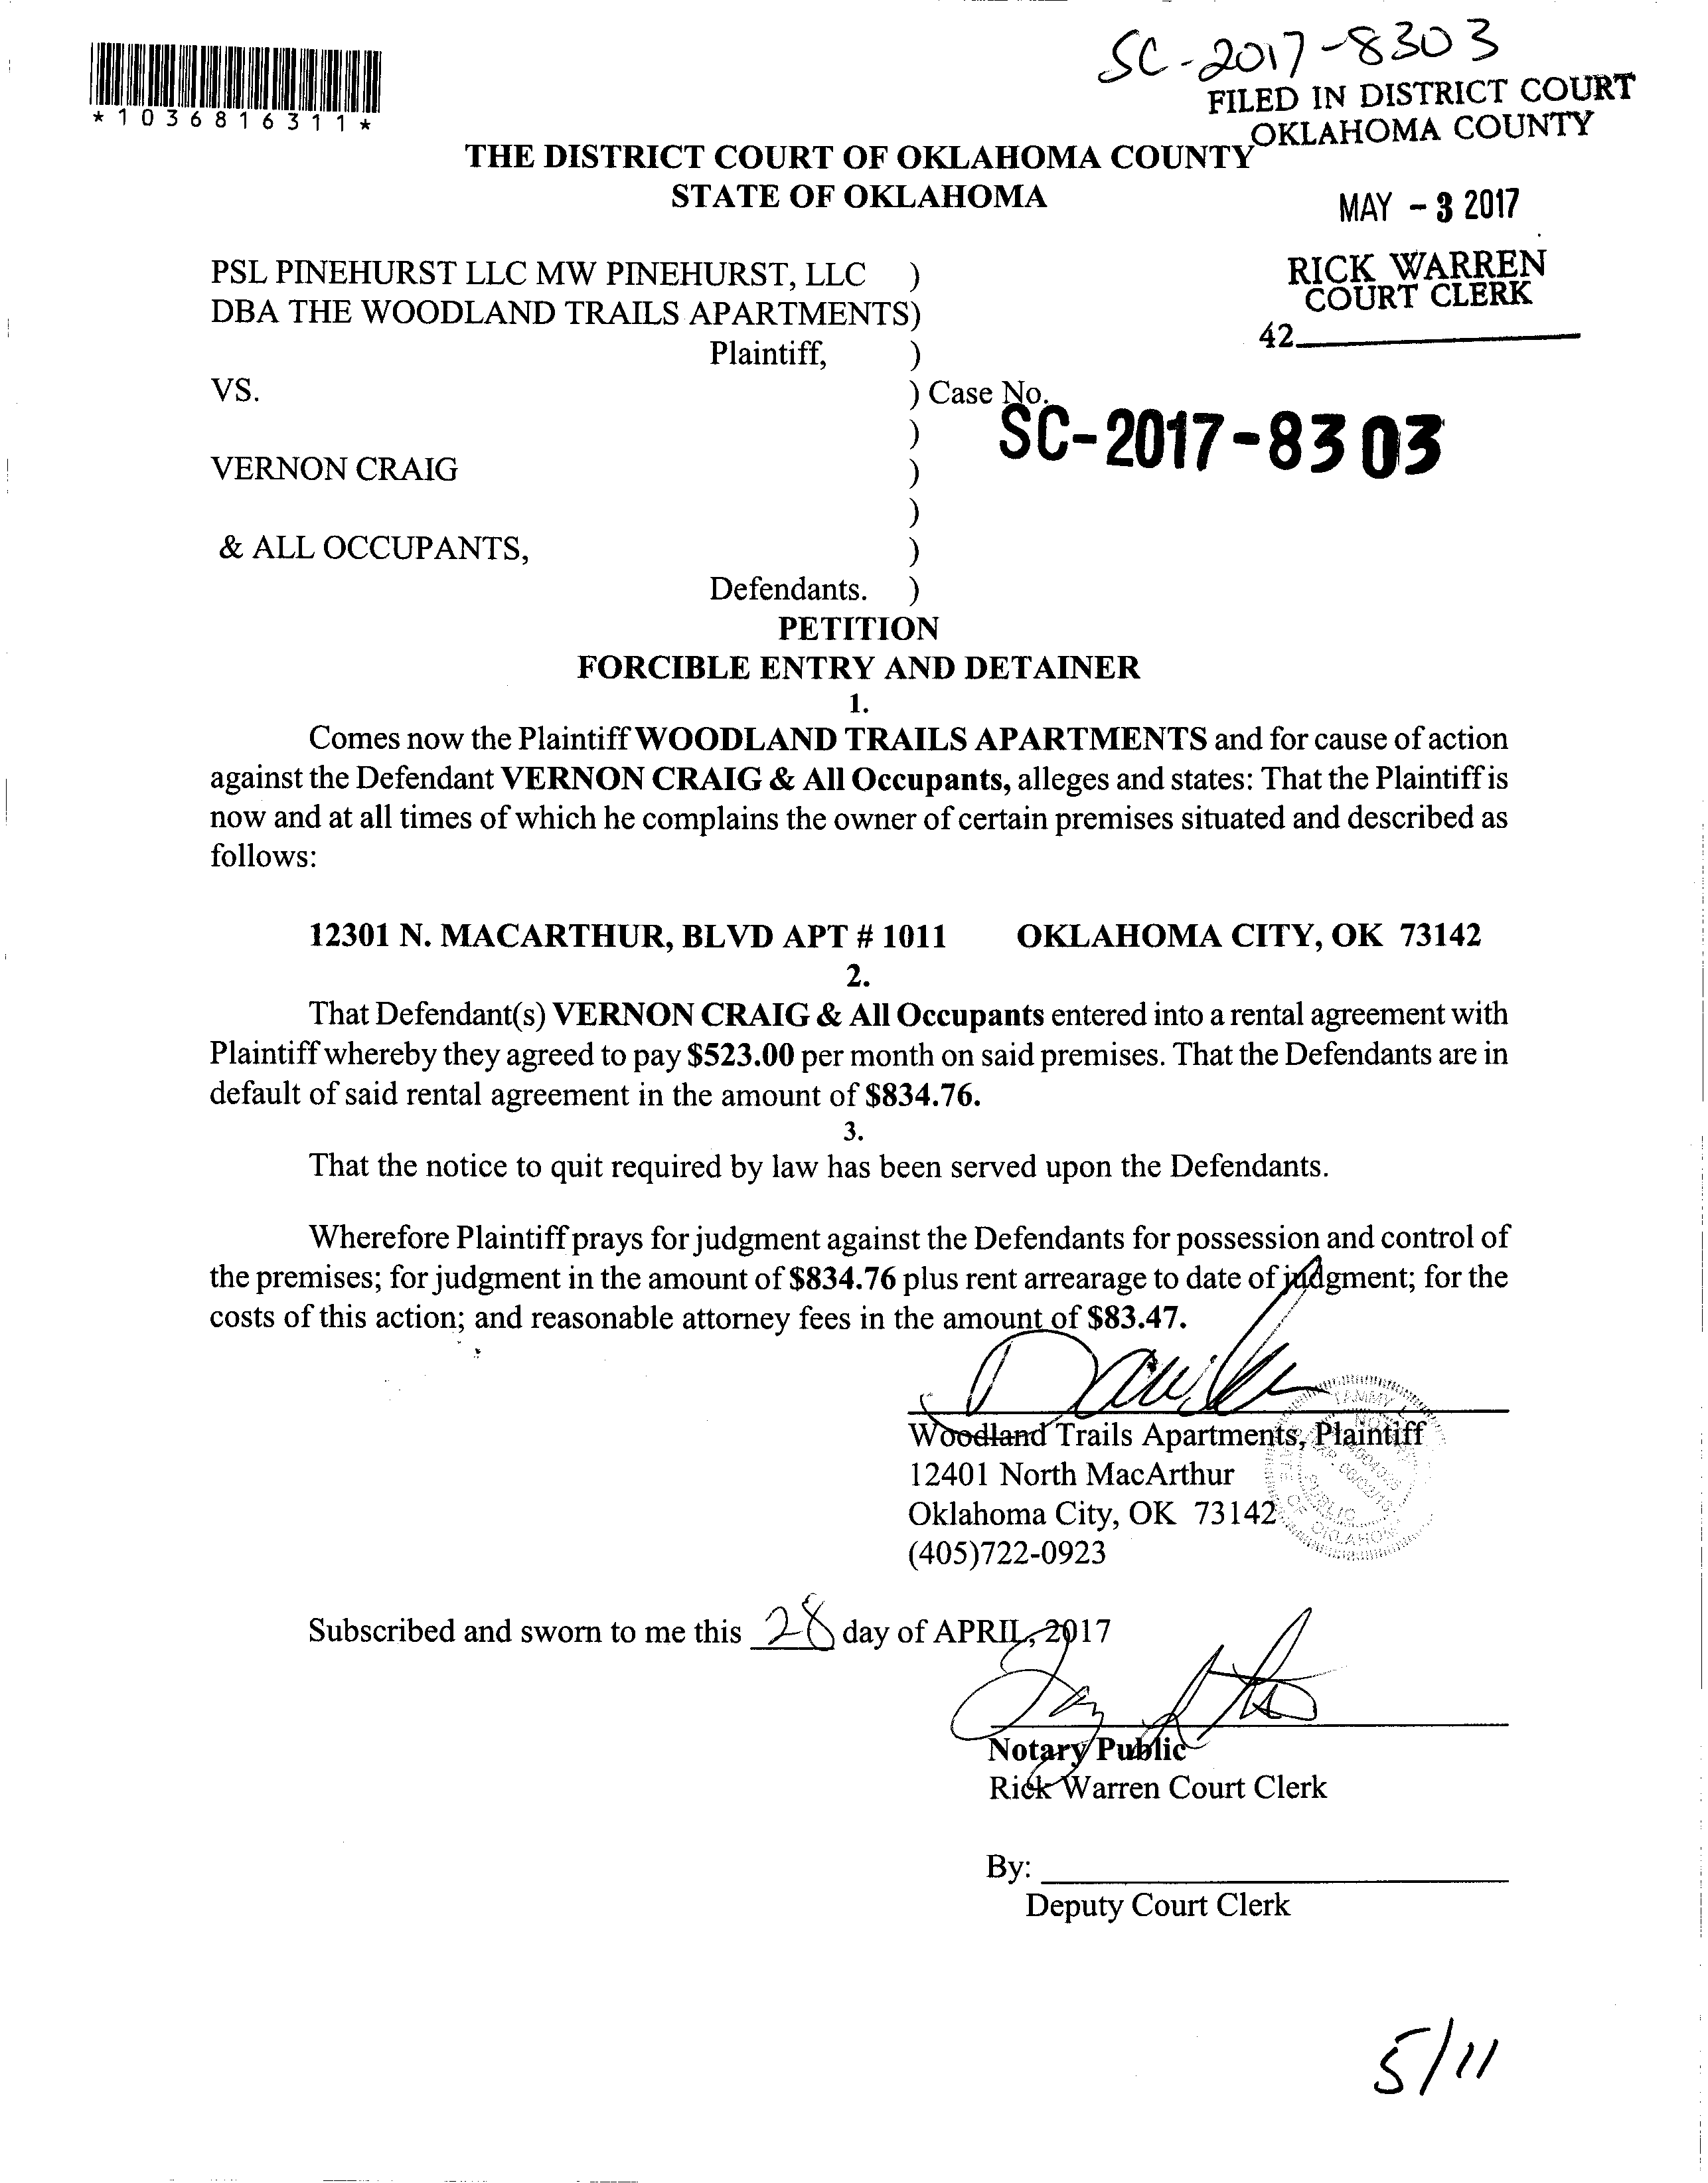 SC-2017-8303
FILED IN DISTRICT COURT
OKLAHOMA COUNTY
*1036816311*
THE DISTRICT COURT OF OKLAHOMA COUNTY
STATE OF OKLAHOMA
MAY - 3 2017
RICK WARREN
COURT CLERK
42
PSL PINEHURST LLC MW PINEHURST, LLC )
DBA THE WOODLAND TRAILS APARTMENTS)
Plaintiff, )
VS. ) Case No.
) SC-2017-8303
VERNON CRAIG )
)
& ALL OCCUPANTS, )
Defendants. )
PETITION
FORCIBLE ENTRY AND DETAINER
1.
Comes now the Plaintiff WOODLAND TRAILS APARTMENTS and for cause of action
against the Defendant VERNON CRAIG & All Occupants, alleges and states: That the Plaintiff is
now and at all times of which he complains the owner of certain premises situated and described as
follows:
12301 N. MACARTHUR, BLVD APT # 1011 OKLAHOMA CITY, OK 73142
2.
That Defendant(s) VERNON CRAIG & All Occupants entered into a rental agreement with
Plaintiff whereby they agreed to pay $523.00 per month on said premises. That the Defendants are in
default of said rental agreement in the amount of $834.76.
3.
That the notice to quit required by law has been served upon the Defendants.
Wherefore Plaintiff prays for judgment against the Defendants for possession and control of
the premises; for judgment in the amount of $834.76 plus rent arrearage to date of judgment; for the
costs of this action; and reasonable attorney fees in the amount of $83.47.
Woodland Trails Apartments, Plaintiff
12401 North MacArthur
Oklahoma City, OK 73142
(405)722-0923
TAMMY
PUBLIC
OF OKLAHOMA
Subscribed and sworn to me this 28 day of APRIL, 2017
Notary Public
Rick Warren Court Clerk
By:
Deputy Court Clerk
5/11